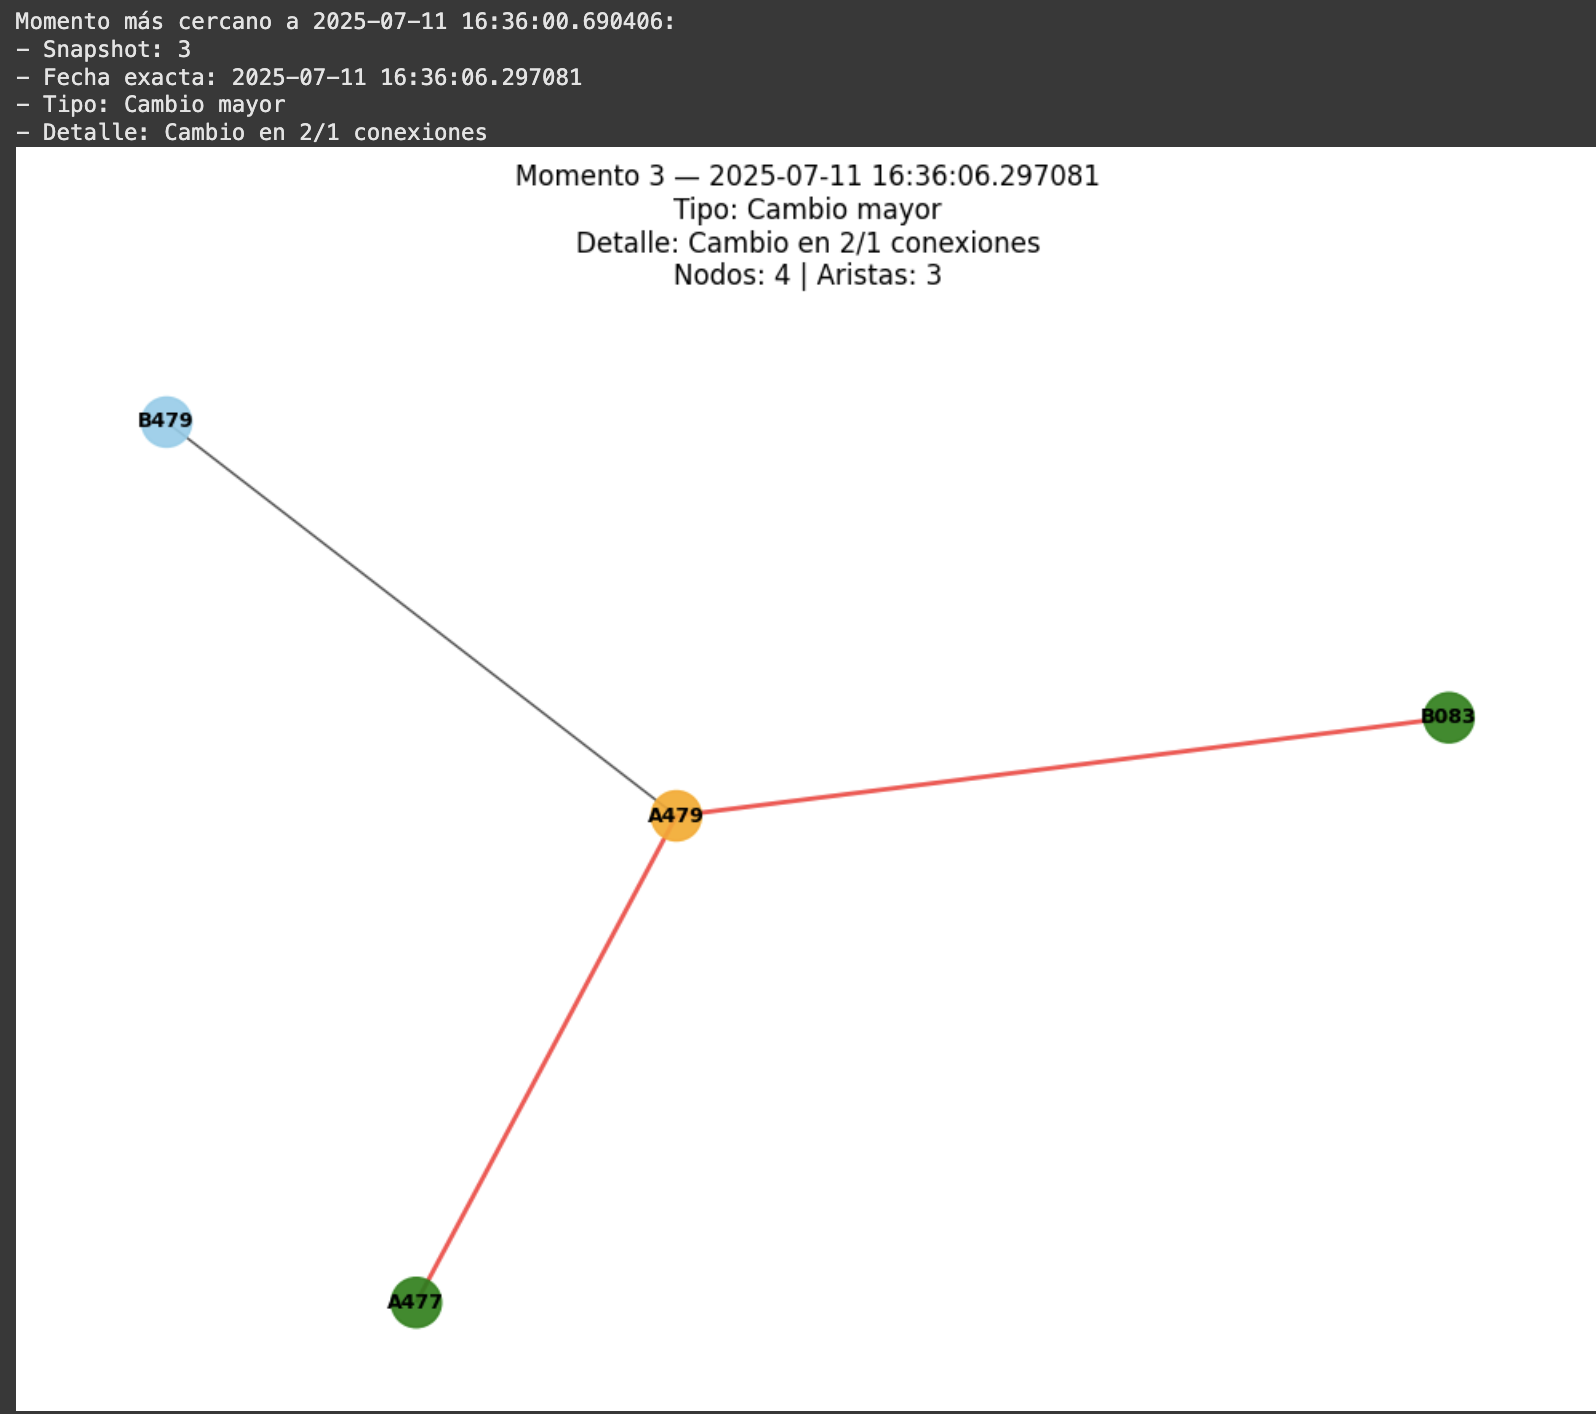 Momento más cercano a 2025-07-11 16:36:00.690406:
- Snapshot: 3
- Fecha exacta: 2025-07-11 16:36:06.297081
- Tipo: Cambio mayor
- Detalle: Cambio en 2/1 conexiones
Momento 3 — 2025-07-11 16:36:06.297081
Tipo: Cambio mayor
Detalle: Cambio en 2/1 conexiones
Nodos: 4 | Aristas: 3
B479
B083
A479
A477